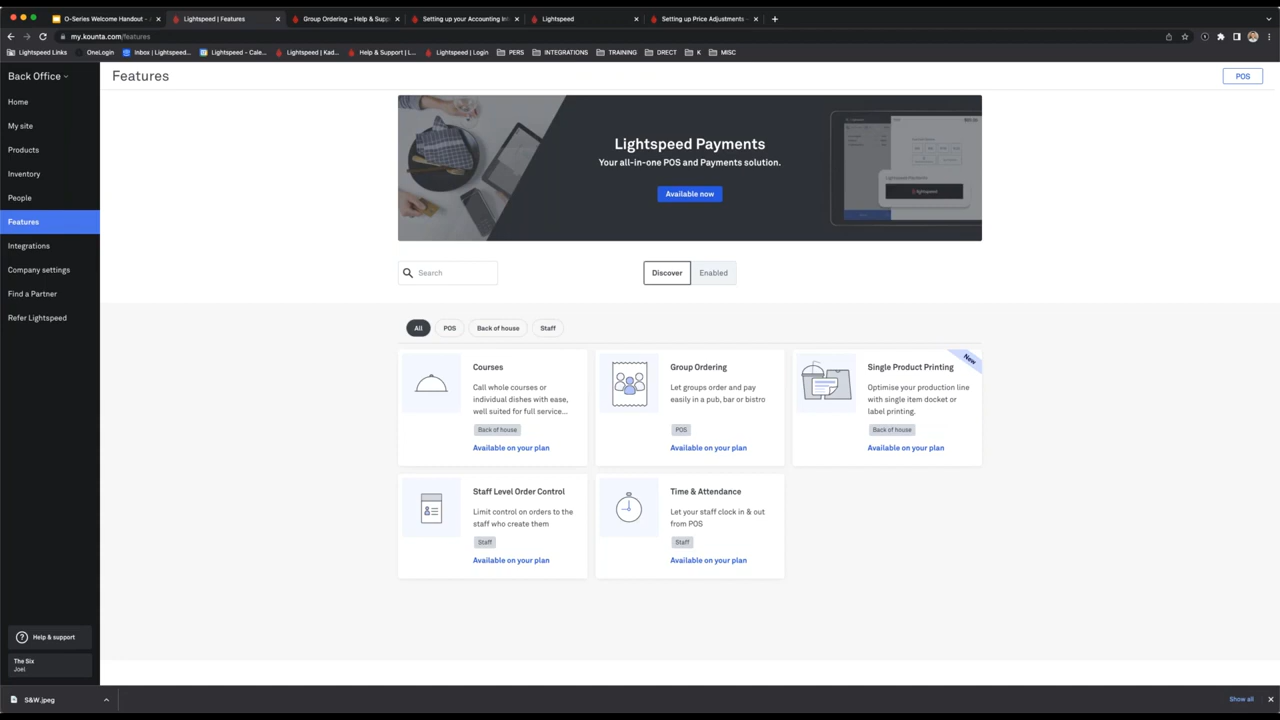 O-Series Welcome Handout -
Lightspeed | Features
Group Ordering – Help & Supp
Setting up your Accounting Int
Lightspeed
Setting up Price Adjustments –
my.kounta.com/features
Lightspeed Links
OneLogin
Inbox | Lightspeed...
Lightspeed - Cale...
Lightspeed | Kad...
Help & Support | L...
Lightspeed | Login
PERS
INTEGRATIONS
TRAINING
DRECT
K
MISC
Back Office
Features
POS
Home
My site
Products
Inventory
People
Features
Integrations
Company settings
Find a Partner
Refer Lightspeed
Lightspeed Payments
Your all-in-one POS and Payments solution.
Available now
Search
Discover
Enabled
All
POS
Back of house
Staff
Courses
Call whole courses or
individual dishes with ease,
well suited for full service...
Back of house
Available on your plan
Group Ordering
Let groups order and pay
easily in a pub, bar or bistro
POS
Available on your plan
New
Single Product Printing
Optimise your production line
with single item docket or
label printing.
Back of house
Available on your plan
Staff Level Order Control
Limit control on orders to the
staff who create them
Staff
Available on your plan
Time & Attendance
Let your staff clock in & out
from POS
Staff
Available on your plan
Help & support
The Six
Joel
S&W.jpeg
Show all